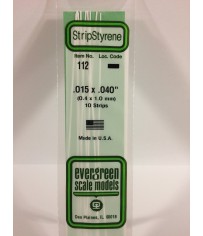 StripStyrene
Item No. Loc. Code
112
.015 x .040"
(0.4 x 1.0 mm)
10 Strips
Made in U.S.A.
evergreen
scale models
Des Plaines, IL 60018